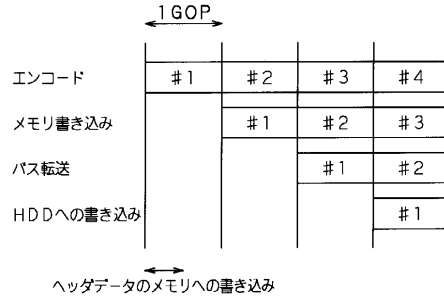 1GOP
エンコード #1 #2 #3 #4
メモリ書き込み #1 #2 #3
バス転送 #1 #2
HDDへの書き込み #1
ヘッダデータのメモリへの書き込み